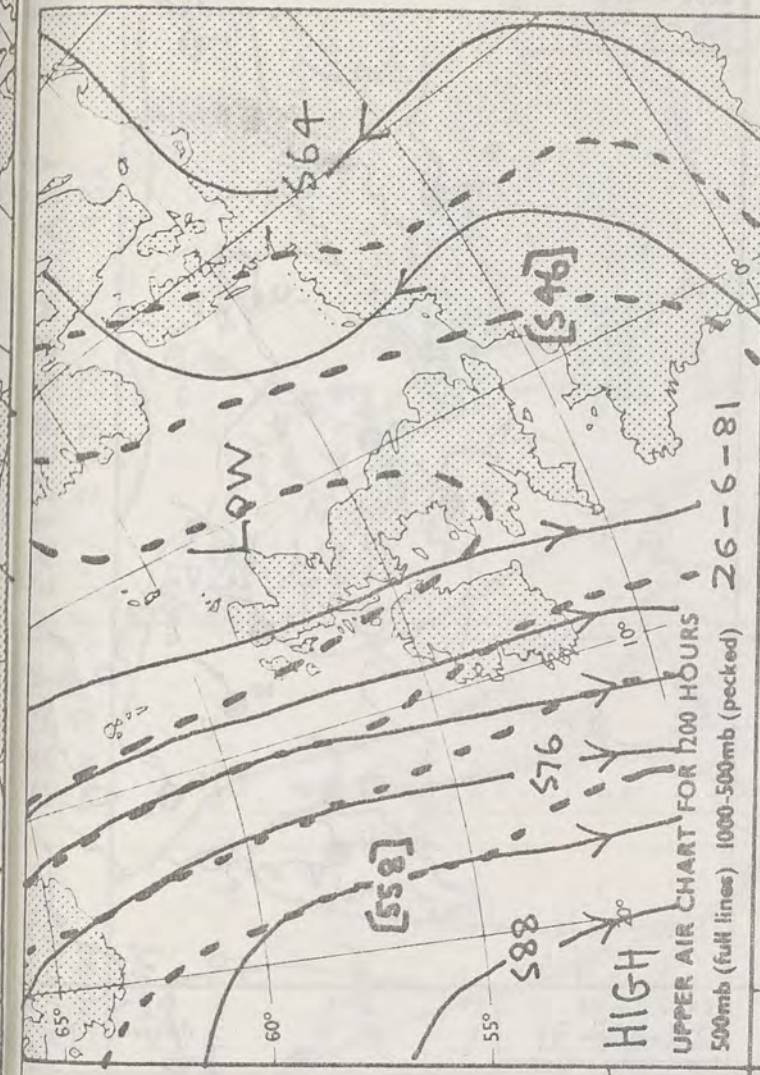 65°
60°
55°
20°
10°
0°
LOW
HIGH
564
[546]
576
[558]
588
UPPER AIR CHART FOR 1200 HOURS
500mb (full lines) 1000-500mb (pecked) 26-6-81